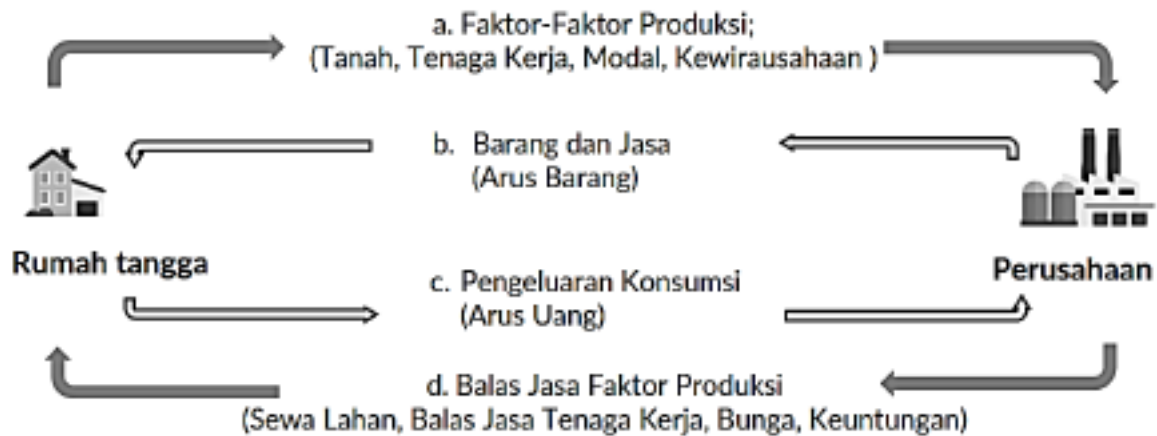 a. Faktor-Faktor Produksi;
(Tanah, Tenaga Kerja, Modal, Kewirausahaan )
b. Barang dan Jasa
(Arus Barang)
Rumah tangga
Perusahaan
c. Pengeluaran Konsumsi
(Arus Uang)
d. Balas Jasa Faktor Produksi
(Sewa Lahan, Balas Jasa Tenaga Kerja, Bunga, Keuntungan)